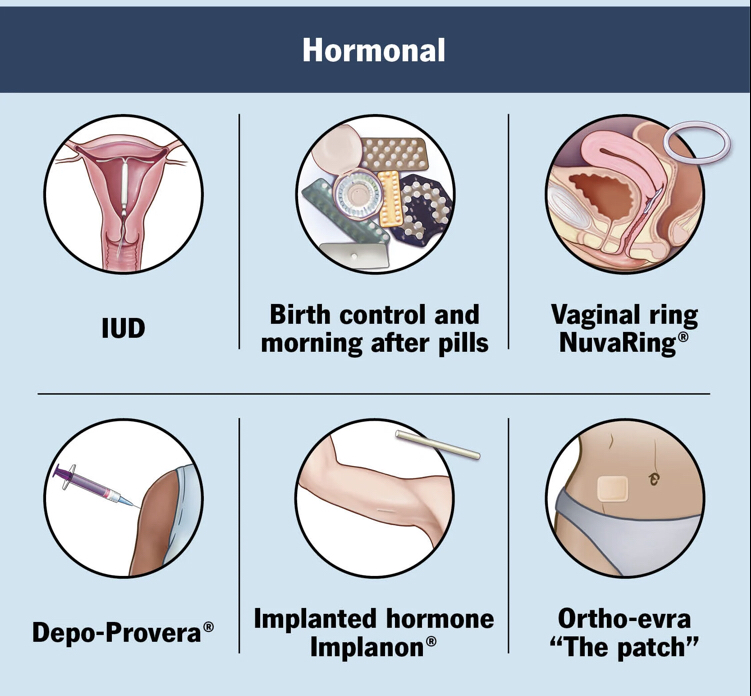 Hormonal
IUD
Birth control and
morning after pills
Vaginal ring
NuvaRing®
Depo-Provera®
Implanted hormone
Implanon®
Ortho-evra
“The patch”